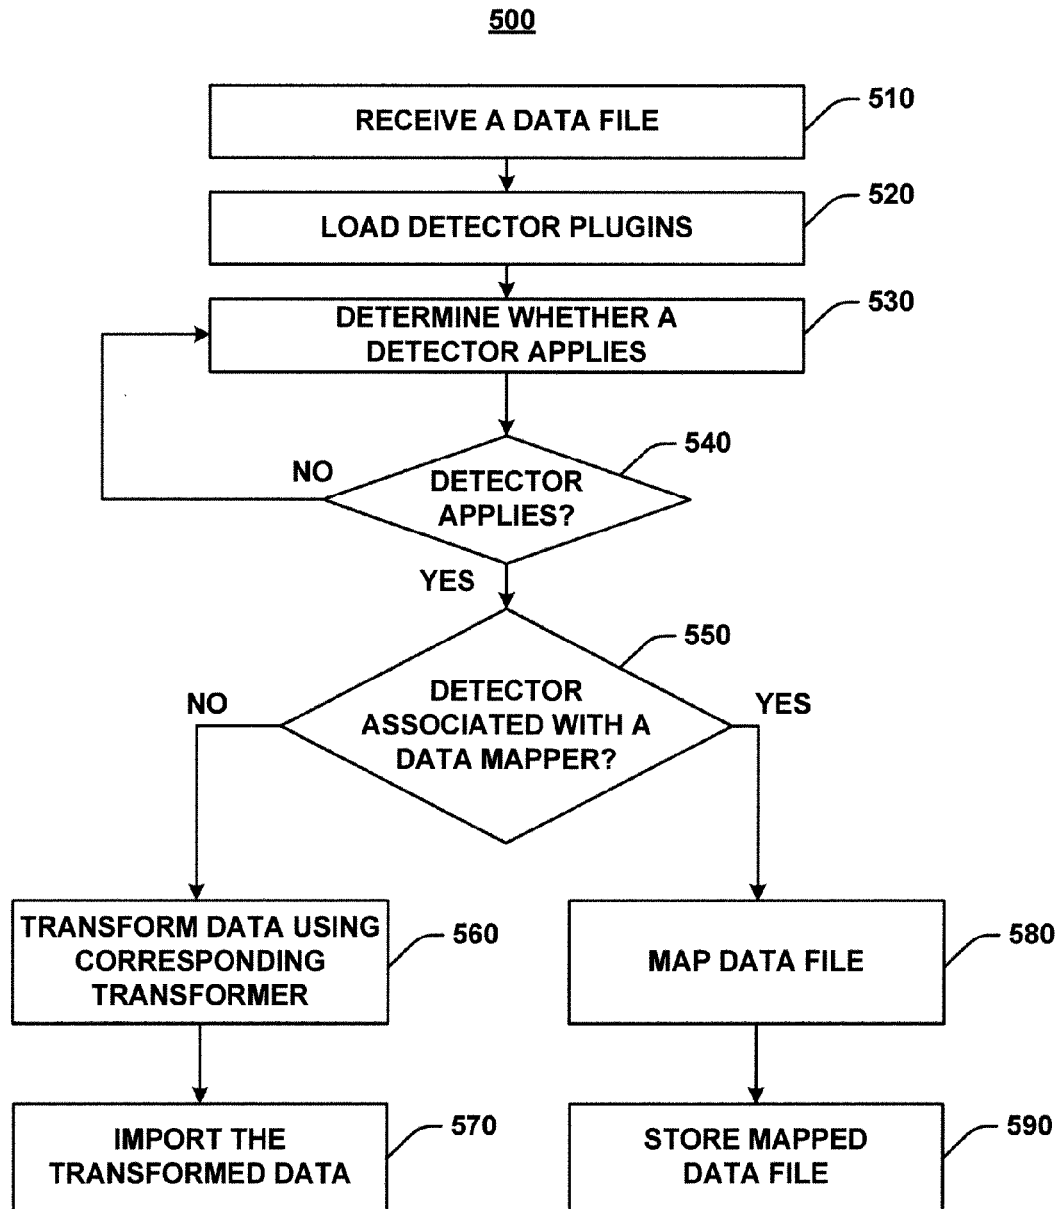 500
RECEIVE A DATA FILE
510
LOAD DETECTOR PLUGINS
520
DETERMINE WHETHER A
DETECTOR APPLIES
530
540
NO
DETECTOR
APPLIES?
YES
550
NO
DETECTOR
ASSOCIATED WITH A
DATA MAPPER?
YES
TRANSFORM DATA USING
CORRESPONDING
TRANSFORMER
560
MAP DATA FILE
580
IMPORT THE
TRANSFORMED DATA
570
STORE MAPPED
DATA FILE
590